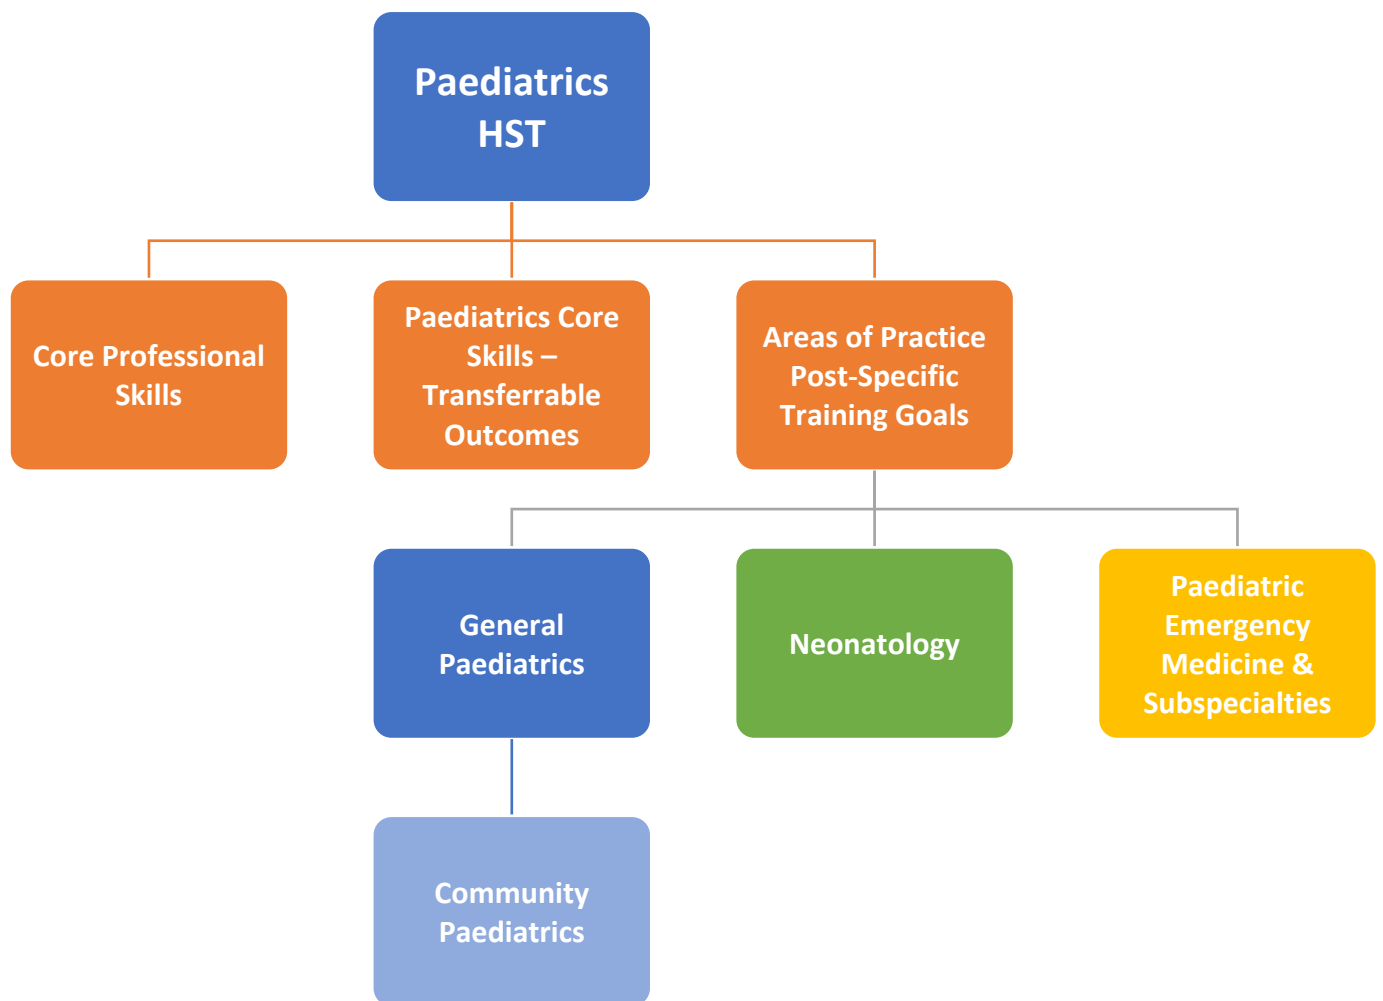 Paediatrics
HST
Core Professional
Skills
Paediatrics Core
Skills –
Transferrable
Outcomes
Areas of Practice
Post-Specific
Training Goals
General
Paediatrics
Neonatology
Paediatric
Emergency
Medicine &
Subspecialties
Community
Paediatrics